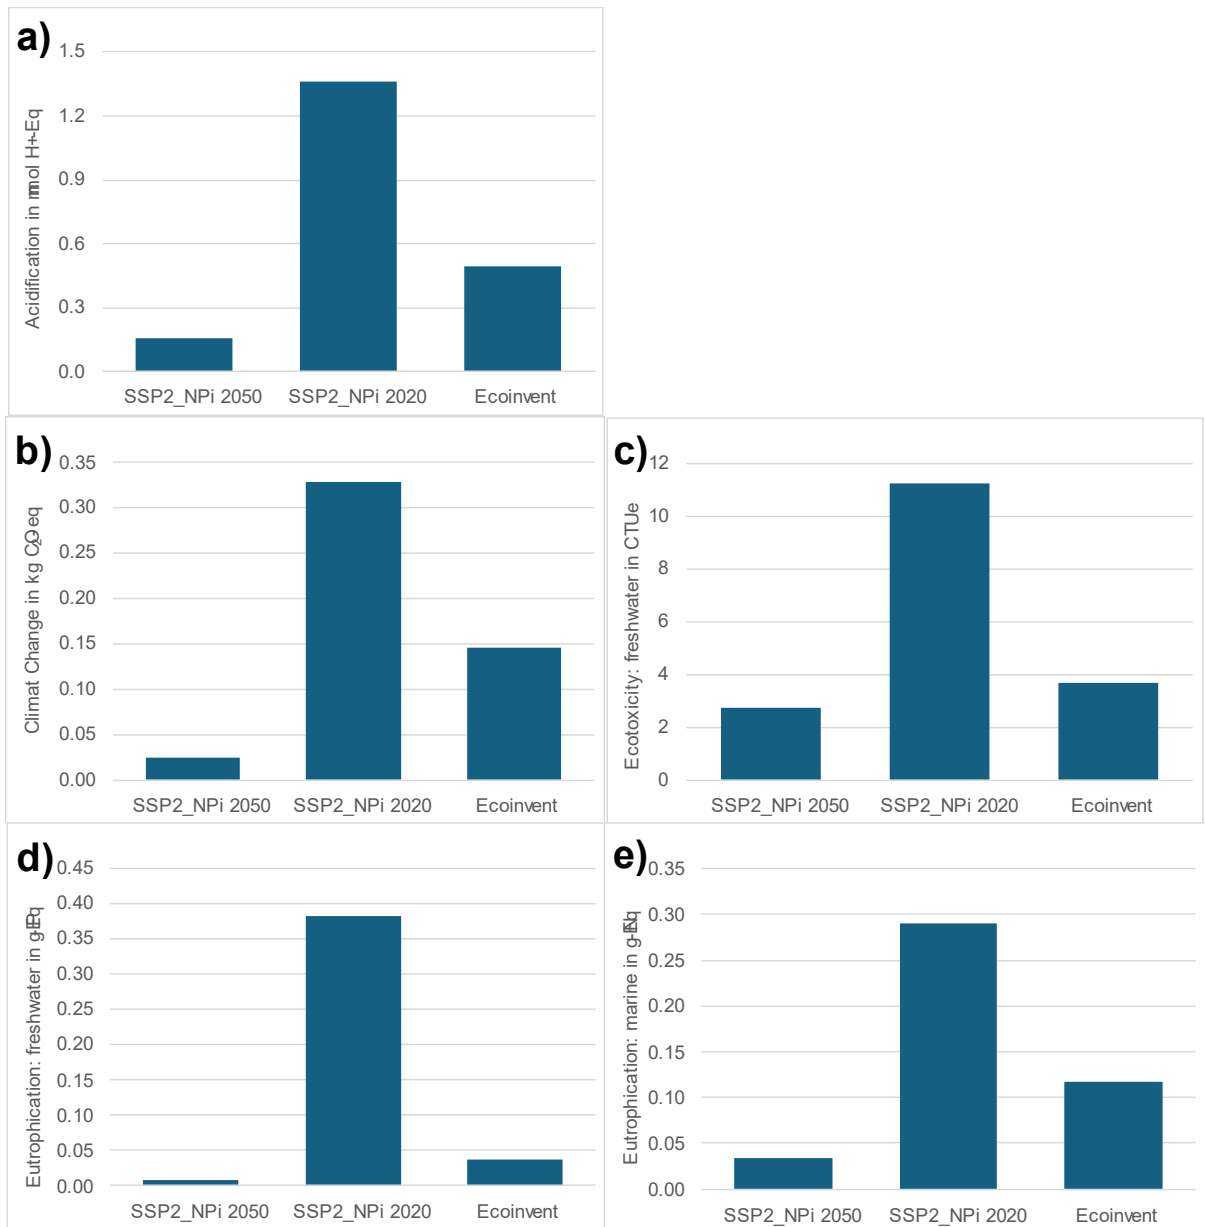 a)
1.5
1.2
0.9
0.6
0.3
0.0
Acidification in mmol H+-Eq
SSP2_NPi 2050 SSP2_NPi 2020 Ecoinvent
b)
0.35
0.30
0.25
0.20
0.15
0.10
0.05
0.00
Climat Change in kg CO2-eq
SSP2_NPi 2050 SSP2_NPi 2020 Ecoinvent
c)
12
10
8
6
4
2
0
Ecotoxicity: freshwater in CTUe
SSP2_NPi 2050 SSP2_NPi 2020 Ecoinvent
d)
0.45
0.40
0.35
0.30
0.25
0.20
0.15
0.10
0.05
0.00
Eutrophication: freshwater in g P-Eq
SSP2_NPi 2050 SSP2_NPi 2020 Ecoinvent
e)
0.35
0.30
0.25
0.20
0.15
0.10
0.05
0.00
Eutrophication: marine in g N-Eq
SSP2_NPi 2050 SSP2_NPi 2020 Ecoinvent